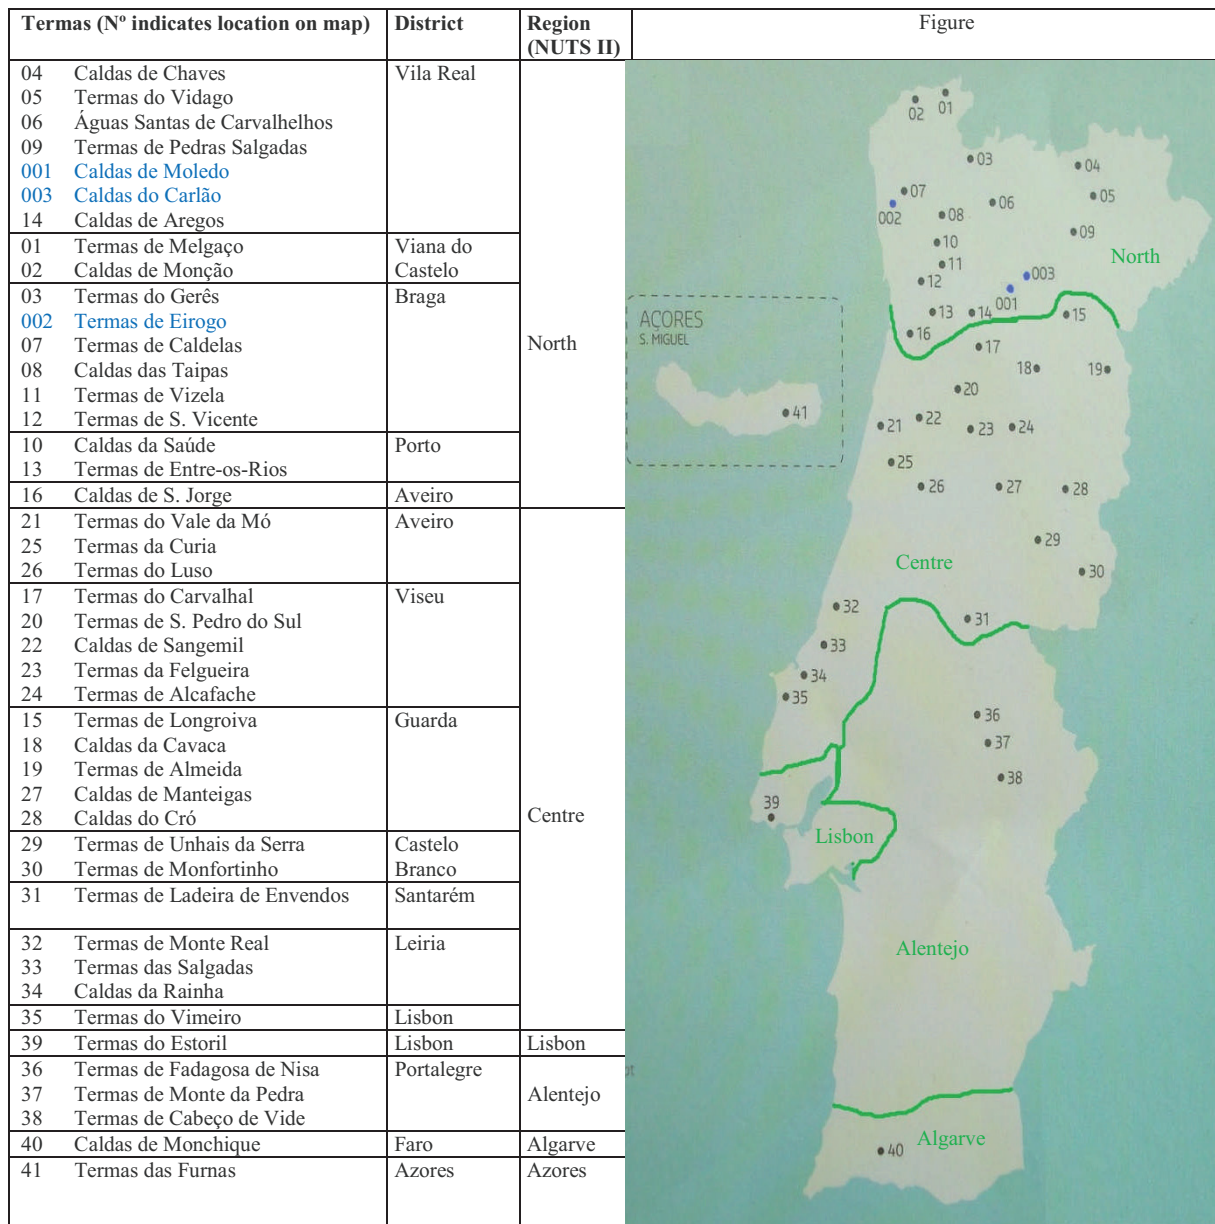 Termas (Nº indicates location on map) District Region (NUTS II) Figure
04 Caldas de Chaves Vila Real
05 Termas do Vidago
06 Águas Santas de Carvalhelhos
09 Termas de Pedras Salgadas
001 Caldas de Moledo
003 Caldas do Carlão
14 Caldas de Aregos
01 Termas de Melgaço Viana do
02 Caldas de Monção Castelo
03 Termas do Gerês Braga
002 Termas de Eirogo
07 Termas de Caldelas North
08 Caldas das Taipas
11 Termas de Vizela
12 Termas de S. Vicente
10 Caldas da Saúde Porto
13 Termas de Entre-os-Rios
16 Caldas de S. Jorge Aveiro
21 Termas do Vale da Mó Aveiro
25 Termas da Curia
26 Termas do Luso
17 Termas do Carvalhal Viseu
20 Termas de S. Pedro do Sul
22 Caldas de Sangemil
23 Termas da Felgueira
24 Termas de Alcafache
15 Termas de Longroiva Guarda
18 Caldas da Cavaca
19 Termas de Almeida
27 Caldas de Manteigas
28 Caldas do Cró Centre
29 Termas de Unhais da Serra Castelo
30 Termas de Monfortinho Branco
31 Termas de Ladeira de Envendos Santarém
32 Termas de Monte Real Leiria
33 Termas das Salgadas
34 Caldas da Rainha
35 Termas do Vimeiro Lisbon
39 Termas do Estoril Lisbon Lisbon
36 Termas de Fadagosa de Nisa Portalegre
37 Termas de Monte da Pedra Alentejo
38 Termas de Cabeço de Vide
40 Caldas de Monchique Faro Algarve
41 Termas das Furnas Azores Azores
02 01
03
04
07
06
05
002
08
09
10
North
11
003
12
001
13
14
15
AÇORES
S. MIGUEL
16
17
18
19
20
41
22
21
23
24
25
26
27
28
29
Centre
30
32
31
33
34
35
36
37
38
39
Lisbon
Alentejo
Algarve
40